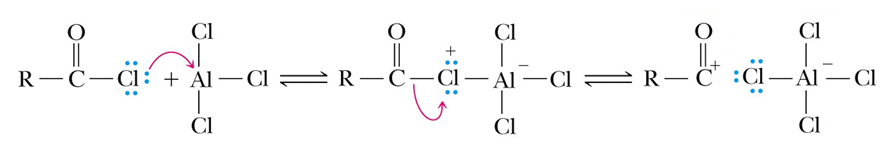 O Cl O Cl O Cl
R — C — Cl + Al — Cl ⇌ R — C — Cl⁺ — Al⁻ — Cl ⇌ R — C⁺ Cl — Al⁻ — Cl
Cl Cl Cl